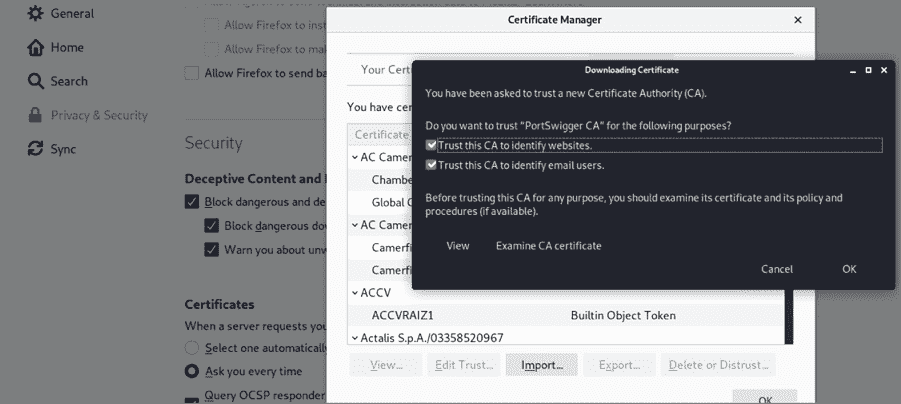 General
Home
Search
Privacy & Security
Sync
Allow Firefox to inst
Allow Firefox to mak
Allow Firefox to send ba
Security
Deceptive Content and
Block dangerous and de
Block dangerous dow
Warn you about unw
Certificates
When a server requests you
Select one automatically
Ask you every time
Query OCSP responder
Certificate Manager
Your Certi
You have cer
Certificate
AC Camer
Chambe
Global C
AC Camer
Camerfi
Camerfi
ACCV
ACCVRAIZ1 Builtin Object Token
Actalis S.p.A./03358520967
View... Edit Trust... Import... Export... Delete or Distrust...
OK
Downloading Certificate
You have been asked to trust a new Certificate Authority (CA).
Do you want to trust “PortSwigger CA” for the following purposes?
Trust this CA to identify websites.
Trust this CA to identify email users.
Before trusting this CA for any purpose, you should examine its certificate and its policy and
procedures (if available).
View Examine CA certificate
Cancel OK